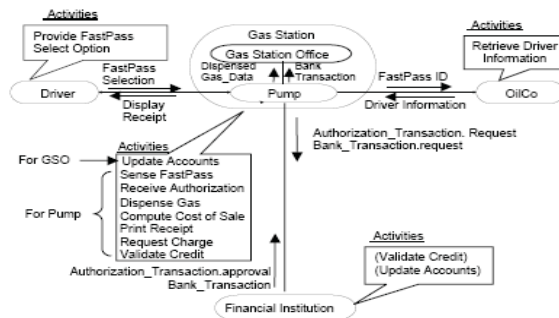 Activities
Provide FastPass
Select Option
Gas Station
Gas Station Office
Activities
Retrieve Driver
Information
FastPass
Selection
Dispensed
Gas_Data
Bank
Transaction
FastPass ID
Driver
Pump
OilCo
Display
Receipt
Driver Information
Activities
For GSO
Update Accounts
Sense FastPass
Receive Authorization
Dispense Gas
Compute Cost of Sale
Print Receipt
Request Charge
Validate Credit
For Pump
Authorization_Transaction. Request
Bank_Transaction.request
Authorization_Transaction.approval
Bank_Transaction
Activities
(Validate Credit)
(Update Accounts)
Financial Institution